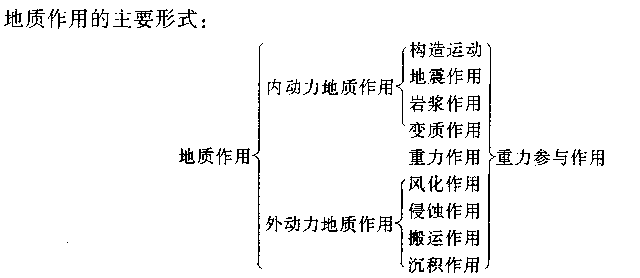 地质作用的主要形式:
构造运动
地震作用
内动力地质作用
岩浆作用
变质作用
地质作用
重力作用
重力参与作用
风化作用
侵蚀作用
外动力地质作用
搬运作用
沉积作用